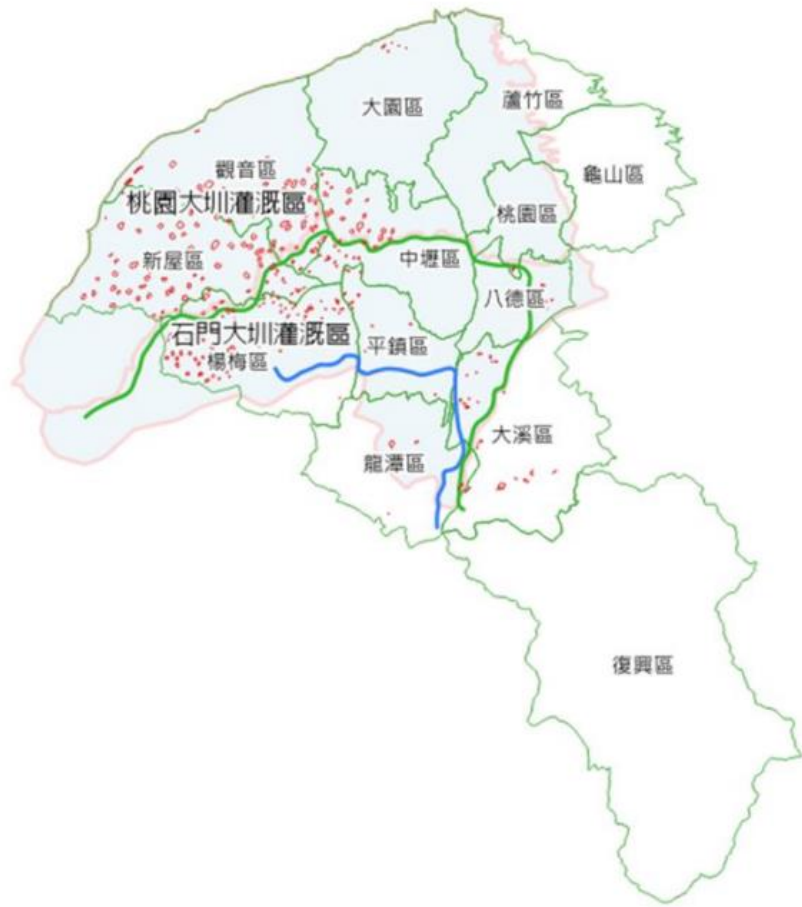 蘆竹區
大園區
觀音區
龜山區
桃園大圳灌溉區
桃園區
新屋區
中壢區
八德區
石門大圳灌溉區
平鎮區
楊梅區
大溪區
龍潭區
復興區